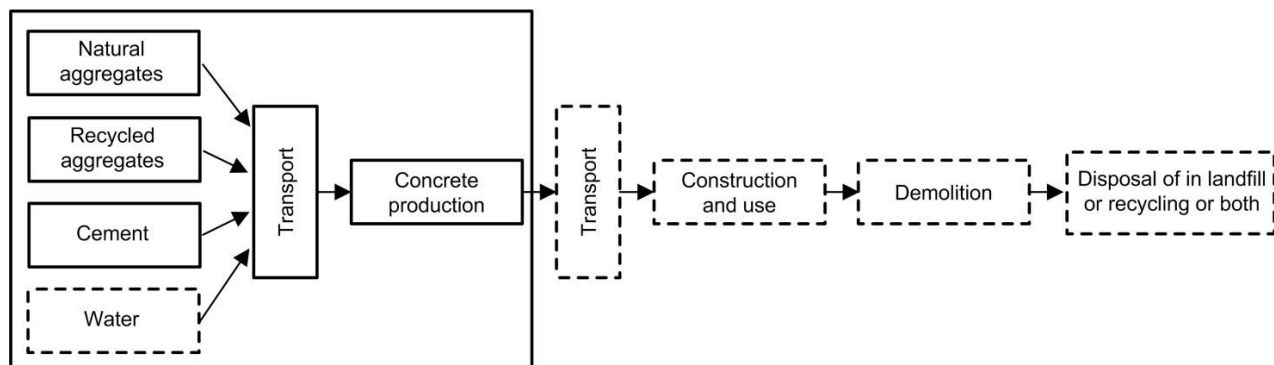 Natural
aggregates
Recycled
aggregates
Cement
Water
Transport
Concrete
production
Transport
Construction
and use
Demolition
Disposal of in landfill
or recycling or both